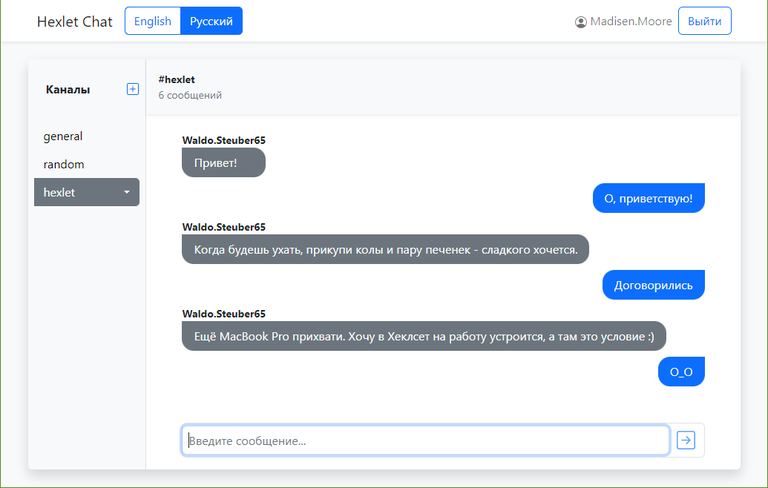 Hexlet Chat English Русский Madisen.Moore Выйти
Каналы
general
random
hexlet
#hexlet
6 сообщений
Waldo.Steuber65
Привет!
О, приветствую!
Waldo.Steuber65
Когда будешь ухать, прикупи колы и пару печенек - сладкого хочется.
Договорились
Waldo.Steuber65
Ещё MacBook Pro прихвати. Хочу в Хеклсет на работу устроится, а там это условие :)
О_О
Введите сообщение...